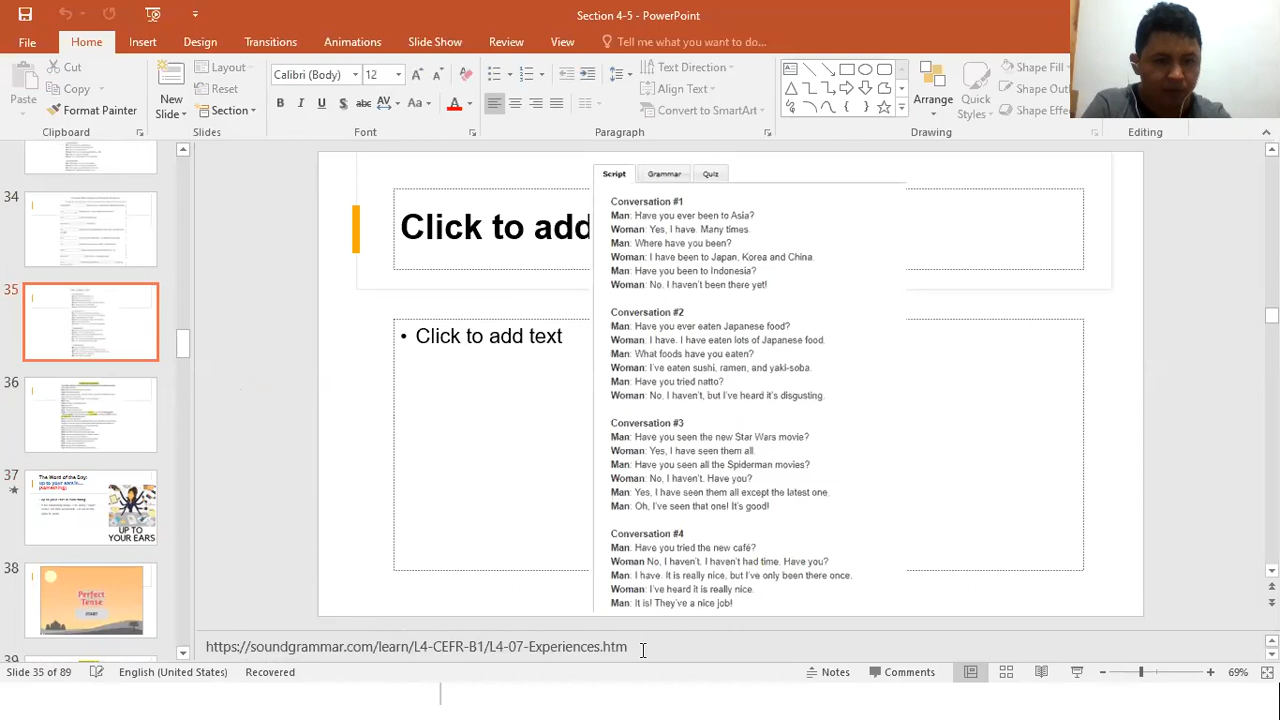 Section 4-5 - PowerPoint
File Home Insert Design Transitions Animations Slide Show Review View Tell me what you want to do...
Paste
Cut
Copy
Format Painter
Clipboard
New
Slide
Layout
Reset
Section
Slides
Calibri (Body) 12
B I U S abc AV Aa A
Font
Text Direction
Align Text
Convert to SmartArt
Paragraph
Arrange
Quick
Styles
Shape Fill
Shape Out
Shape Effe
Drawing
Editing
34
35
36
37
The Word of the Day:
UP TO
YOUR EARS
38
Perfect
Tense
START
Click to add
• Click to add text
Script Grammar Quiz
Conversation #1
Man: Have you ever been to Asia?
Woman: Yes, I have. Many times.
Man: Where have you been?
Woman: I have been to Japan, Korea and China.
Man: Have you been to Indonesia?
Woman: No. I haven't been there yet!
Conversation #2
Man: Have you ever eaten Japanese food?
Woman: I have. I have eaten lots of Japanese food.
Man: What foods have you eaten?
Woman: I've eaten sushi, ramen, and yaki-soba.
Man: Have you tried natto?
Woman: No, I haven't, but I've heard it's disgusting.
Conversation #3
Man: Have you seen the new Star Wars movie?
Woman: Yes, I have seen them all.
Man: Have you seen all the Spiderman movies?
Woman: No, I haven't. Have you?
Man: Yes, I have seen them all except the latest one.
Man: Oh, I've seen that one! It's good!
Conversation #4
Man: Have you tried the new café?
Woman No, I haven't. I haven't had time. Have you?
Man: I have. It is really nice, but I've only been there once.
Woman: I've heard it is really nice.
Man: It is! They've a nice job!
https://soundgrammar.com/learn/L4-CEFR-B1/L4-07-Experiences.htm
Slide 35 of 89 English (United States) Recovered Notes Comments 69%